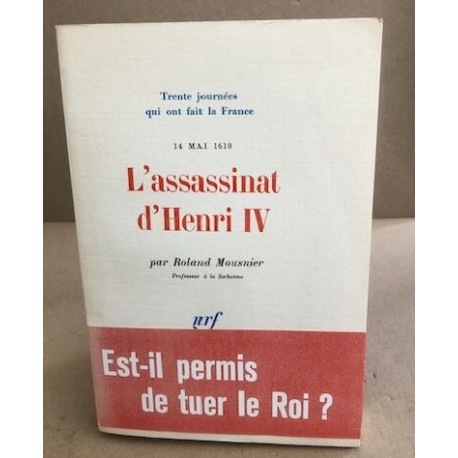 Trente journées
qui ont fait la France
14 MAI 1610
L'assassinat
d'Henri IV
par Roland Mousnier
Professeur à la Sorbonne
nrf
Est-il permis
de tuer le Roi ?